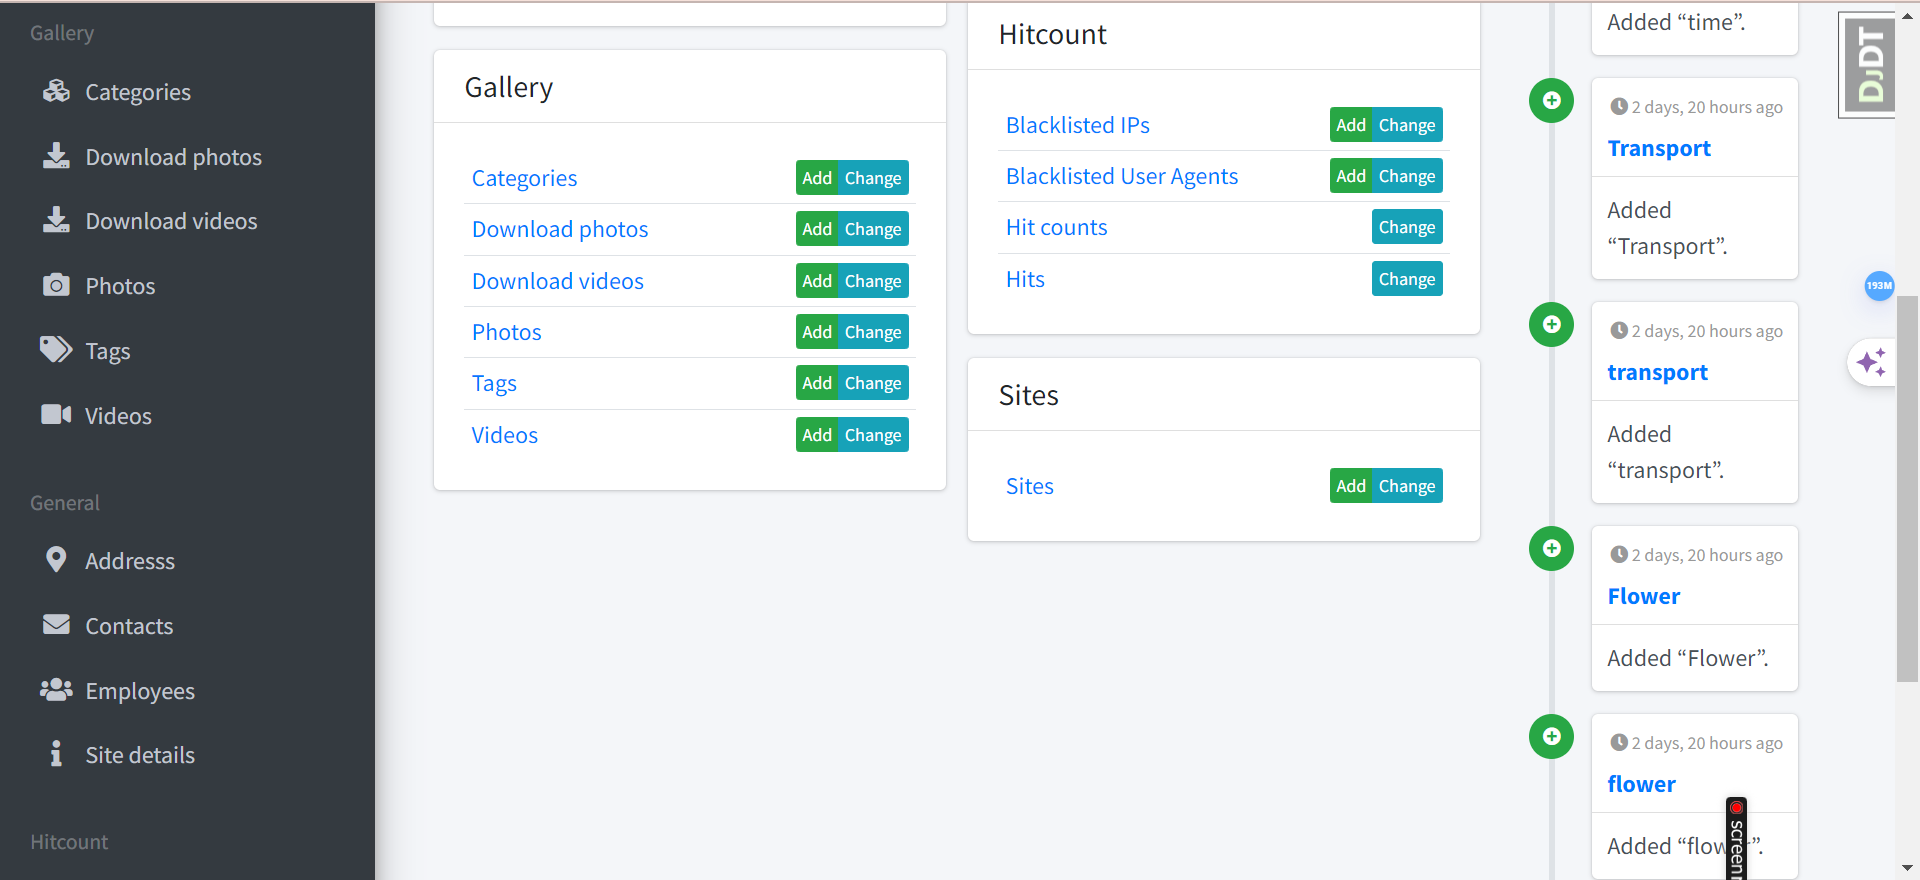 Gallery
Categories
Download photos
Download videos
Photos
Tags
Videos
General
Addresss
Contacts
Employees
Site details
Hitcount
Gallery
Categories Add Change
Download photos Add Change
Download videos Add Change
Photos Add Change
Tags Add Change
Videos Add Change
Hitcount
Blacklisted IPs Add Change
Blacklisted User Agents Add Change
Hit counts Change
Hits Change
Sites
Sites Add Change
Added “time”.
2 days, 20 hours ago
Transport
Added
“Transport”.
2 days, 20 hours ago
transport
Added
“transport”.
2 days, 20 hours ago
Flower
Added “Flower”.
2 days, 20 hours ago
flower
Added “flow ”.
DJDT
193M
screen